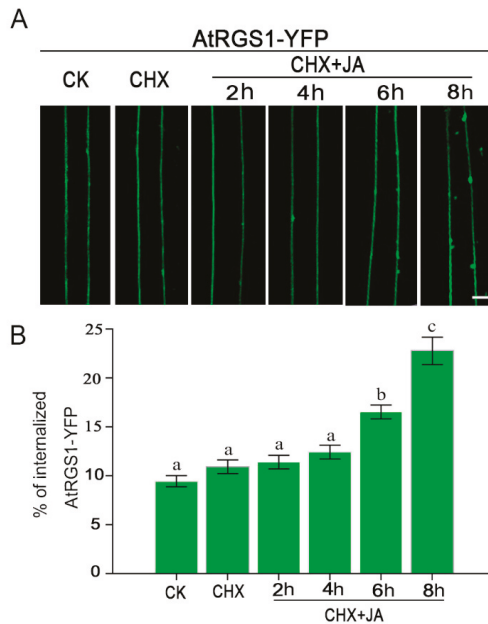 A
AtRGS1-YFP
CK CHX CHX+JA
2h 4h 6h 8h
B
% of internalized
AtRGS1-YFP
25
20
15
10
5
0
a a a a b c
CK CHX 2h 4h 6h 8h
CHX+JA